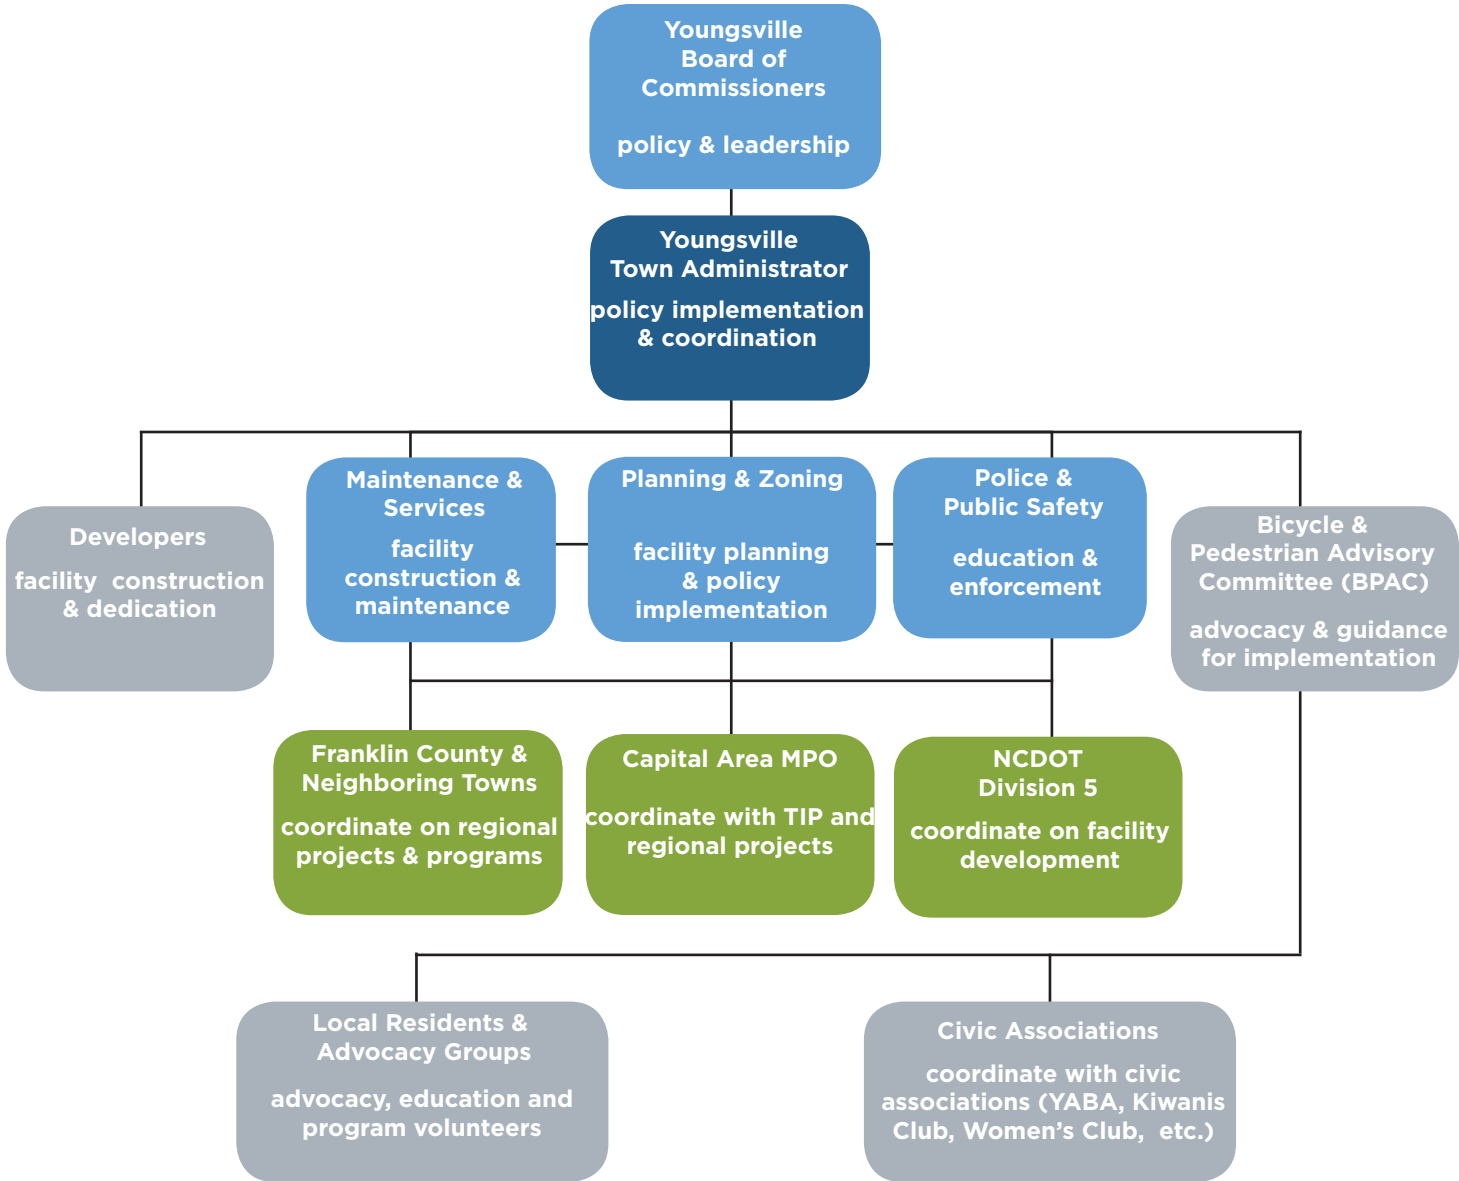 Youngsville
Board of
Commissioners
policy & leadership
Youngsville
Town Administrator
policy implementation
& coordination
Developers
facility construction
& dedication
Maintenance &
Services
facility
construction &
maintenance
Planning & Zoning
facility planning
& policy
implementation
Police &
Public Safety
education &
enforcement
Bicycle &
Pedestrian Advisory
Committee (BPAC)
advocacy & guidance
for implementation
Franklin County &
Neighboring Towns
coordinate on regional
projects & programs
Capital Area MPO
coordinate with TIP and
regional projects
NCDOT
Division 5
coordinate on facility
development
Local Residents &
Advocacy Groups
advocacy, education and
program volunteers
Civic Associations
coordinate with civic
associations (YABA, Kiwanis
Club, Women’s Club, etc.)